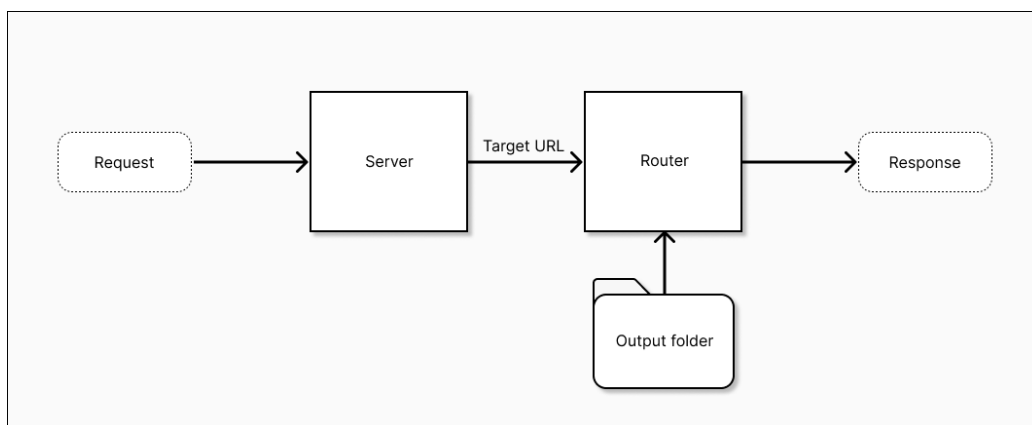 Request
Server
Target URL
Router
Response
Output folder